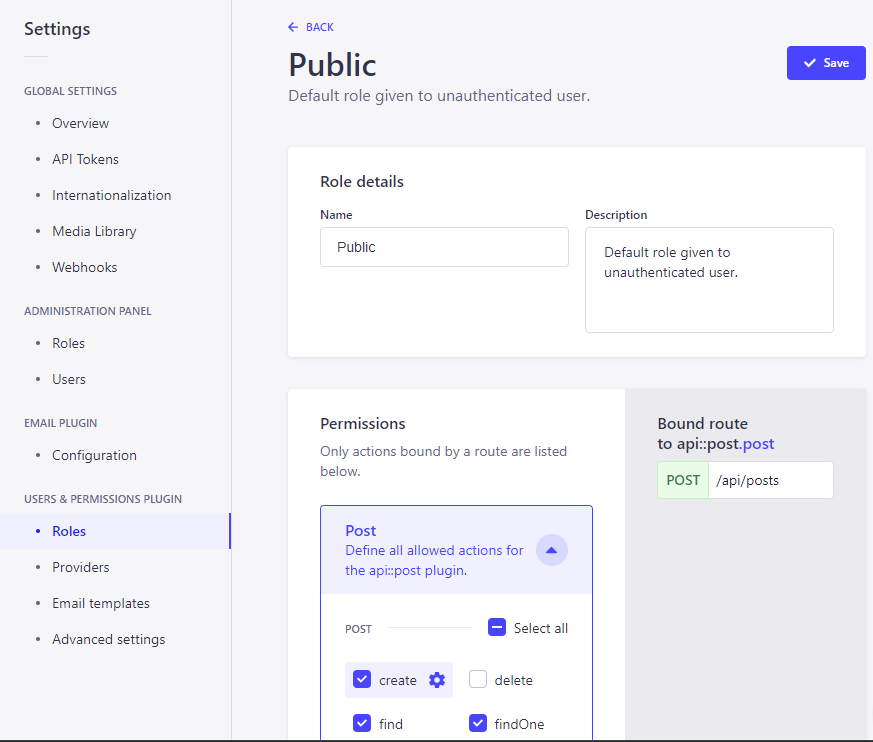 Settings
GLOBAL SETTINGS
Overview
API Tokens
Internationalization
Media Library
Webhooks
ADMINISTRATION PANEL
Roles
Users
EMAIL PLUGIN
Configuration
USERS & PERMISSIONS PLUGIN
Roles
Providers
Email templates
Advanced settings
BACK
Public
Default role given to unauthenticated user.
Save
Role details
Name
Public
Description
Default role given to
unauthenticated user.
Permissions
Only actions bound by a route are listed
below.
Post
Define all allowed actions for
the api::post plugin.
POST
Select all
create
delete
find
findOne
Bound route
to api::post.post
POST /api/posts